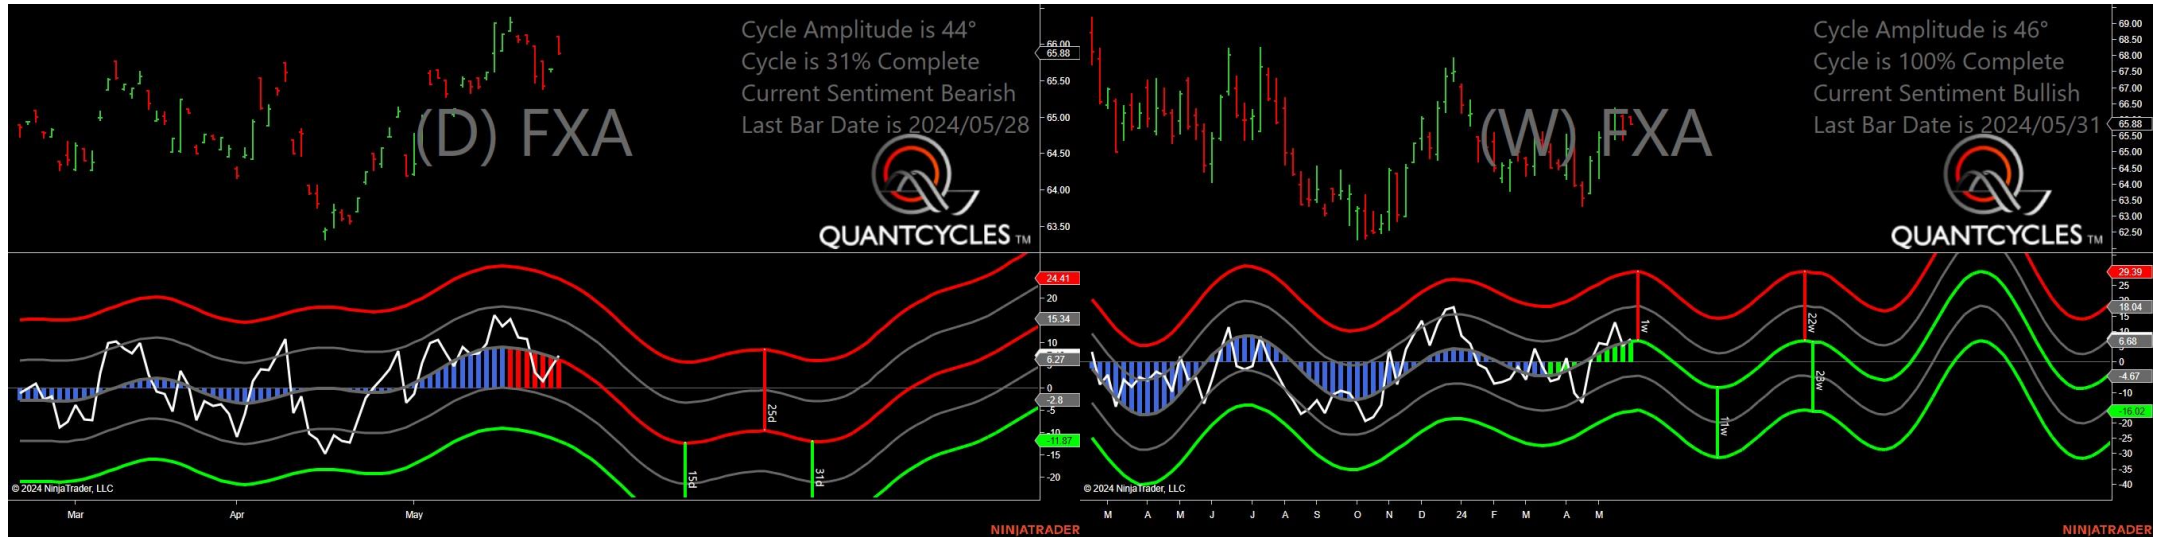 Cycle Amplitude is 44°
Cycle is 31% Complete
Current Sentiment Bearish
Last Bar Date is 2024/05/28
(D) FXA
QUANTCYCLES TM
66.00
65.88
65.50
65.00
64.50
64.00
63.50
24.41
20
15.34
10
6.27
0
-2.8
-5
-10
-11.87
-15
-20
15d
25d
31d
© 2024 NinjaTrader, LLC
Mar Apr May
NINJATRADER
Cycle Amplitude is 46°
Cycle is 100% Complete
Current Sentiment Bullish
Last Bar Date is 2024/05/31
(W) FXA
QUANTCYCLES TM
69.00
68.50
68.00
67.50
67.00
66.50
65.88
65.50
65.00
64.50
64.00
63.50
63.00
62.50
29.39
25
18.04
15
10
6.68
0
-4.67
-10
-16.02
-20
-25
-30
-35
-40
1w
11w
22w
23w
© 2024 NinjaTrader, LLC
M A M J J A S O N D 24 F M A M
NINJATRADER